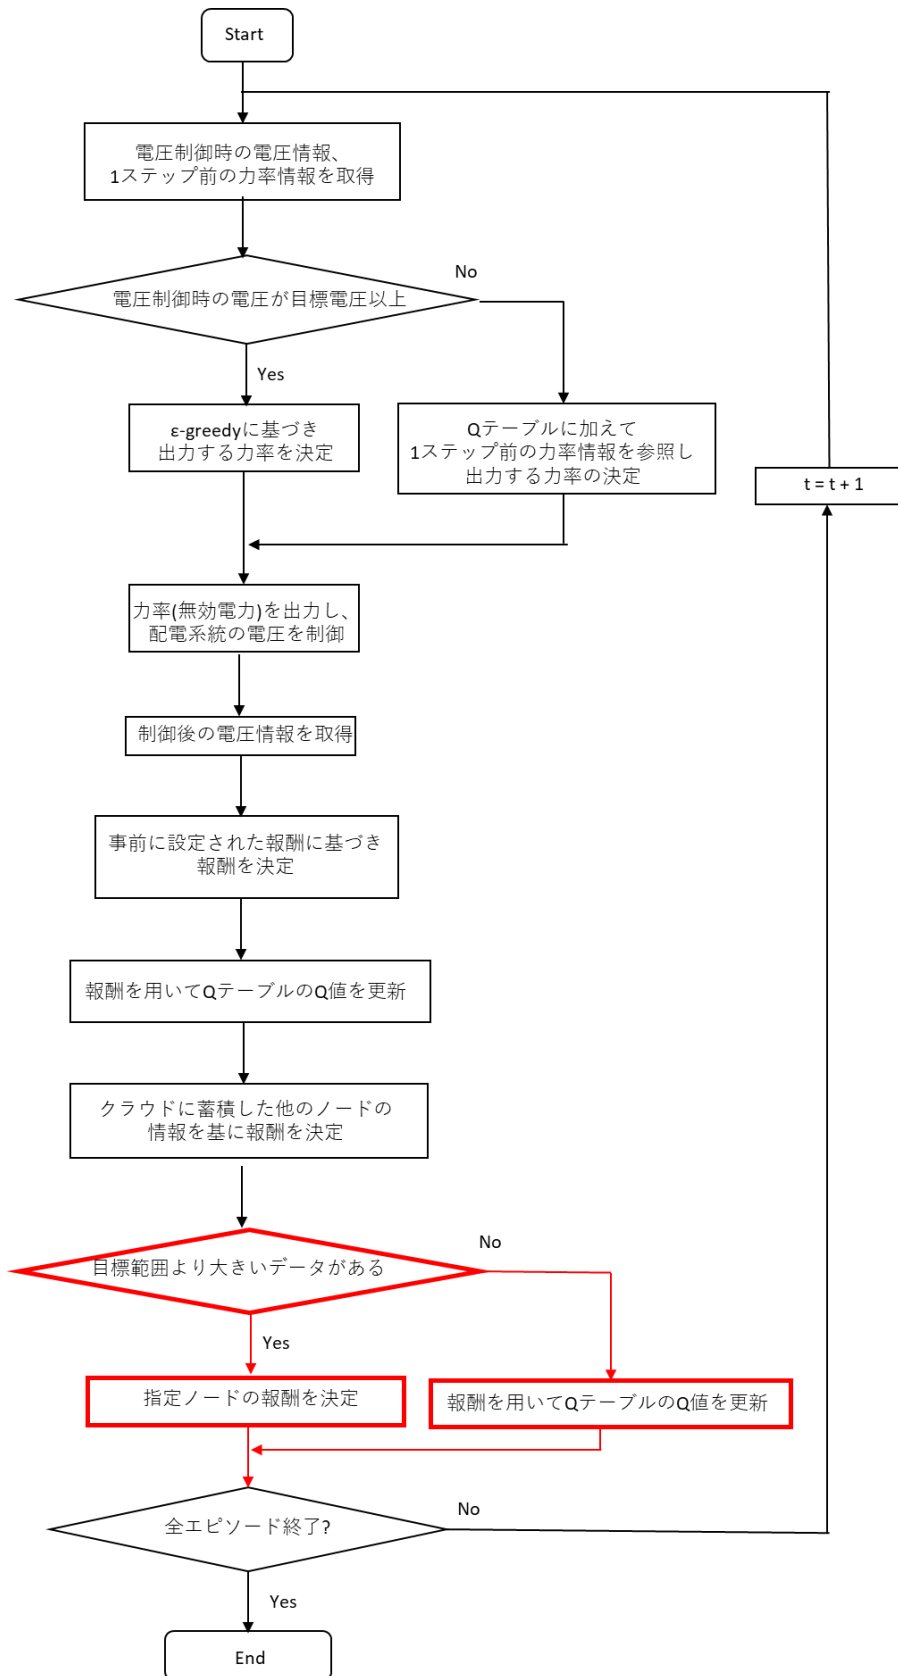 Start
電圧制御時の電圧情報、
1ステップ前の力率情報を取得
No
電圧制御時の電圧が目標電圧以上
Yes
ε-greedyに基づき
出力する力率を決定
Qテーブルに加えて
1ステップ前の力率情報を参照し
出力する力率の決定
t = t + 1
力率(無効電力)を出力し、
配電系統の電圧を制御
制御後の電圧情報を取得
事前に設定された報酬に基づき
報酬を決定
報酬を用いてQテーブルのQ値を更新
クラウドに蓄積した他のノードの
情報を基に報酬を決定
No
目標範囲より大きいデータがある
Yes
指定ノードの報酬を決定
報酬を用いてQテーブルのQ値を更新
No
全エピソード終了?
Yes
End